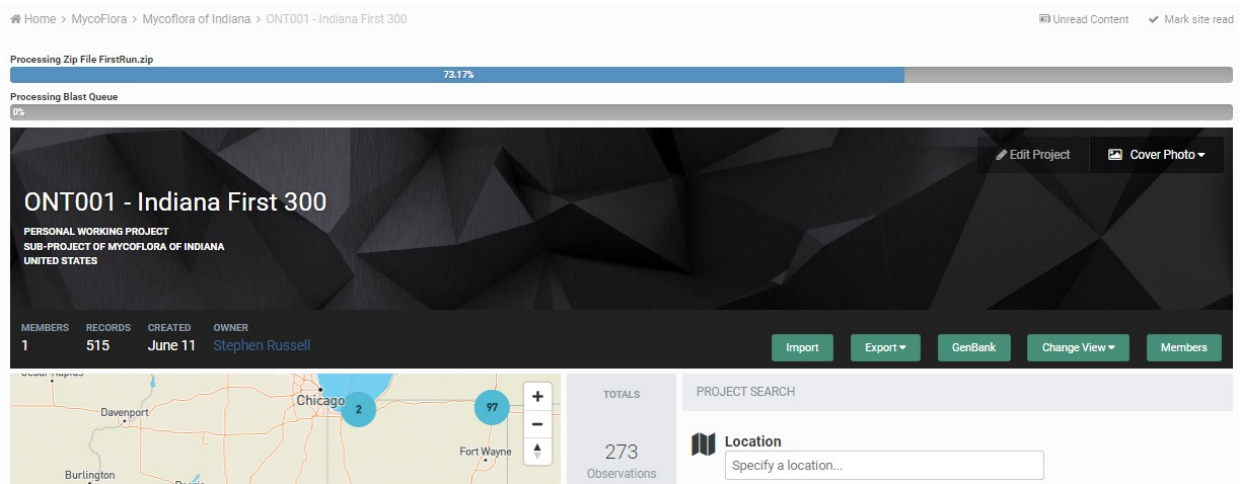 Home > MycoFlora > Mycoflora of Indiana > ONT001 - Indiana First 300
Unread Content Mark site read
Processing Zip File FirstRun.zip
73.17%
Processing Blast Queue
0%
Edit Project Cover Photo
ONT001 - Indiana First 300
PERSONAL WORKING PROJECT
SUB-PROJECT OF MYCOFLORA OF INDIANA
UNITED STATES
MEMBERS RECORDS CREATED OWNER
1 515 June 11 Stephen Russell
Import Export GenBank Change View Members
Cedar Rapids
Davenport
Chicago
2
97
Fort Wayne
Burlington
+
−
TOTALS
273
Observations
PROJECT SEARCH
Location
Specify a location...